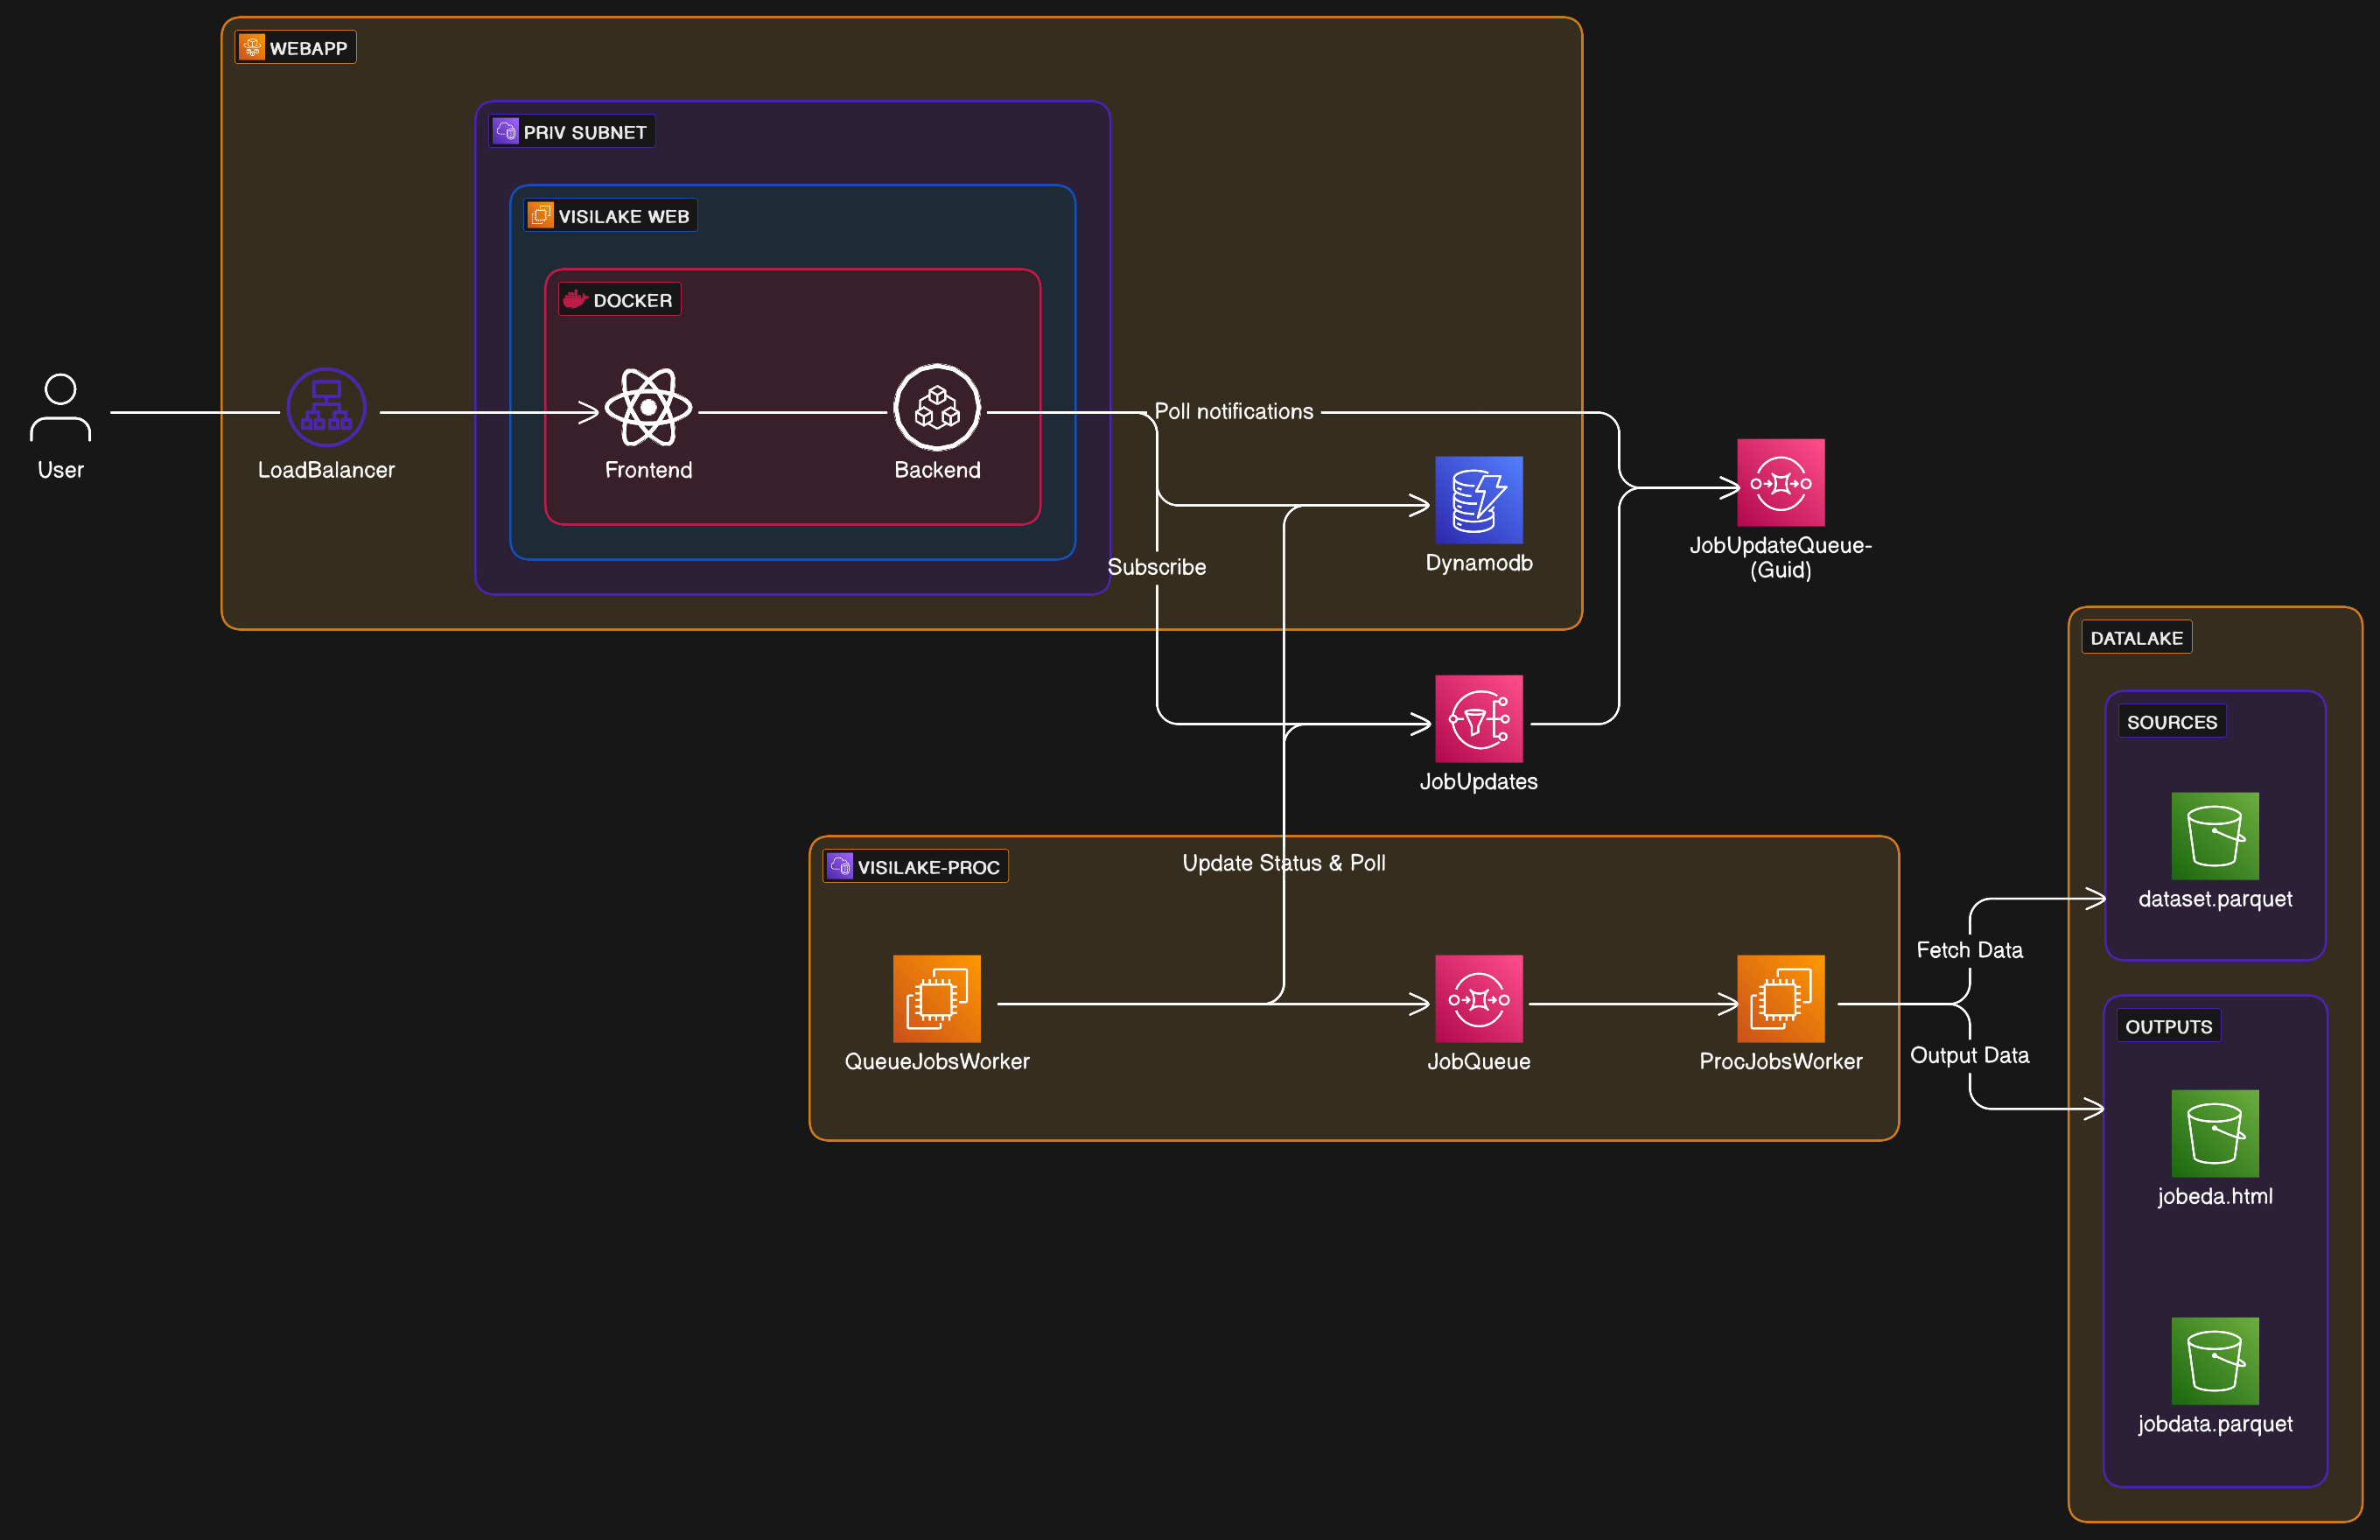 WEBAPP
PRIV SUBNET
VISILAKE WEB
DOCKER
User
LoadBalancer
Frontend
Backend
Poll notifications
Subscribe
Dynamodb
JobUpdateQueue-
(Guid)
JobUpdates
VISILAKE-PROC
Update Status & Poll
QueueJobsWorker
JobQueue
ProcJobsWorker
Fetch Data
Output Data
DATALAKE
SOURCES
dataset.parquet
OUTPUTS
jobeda.html
jobdata.parquet